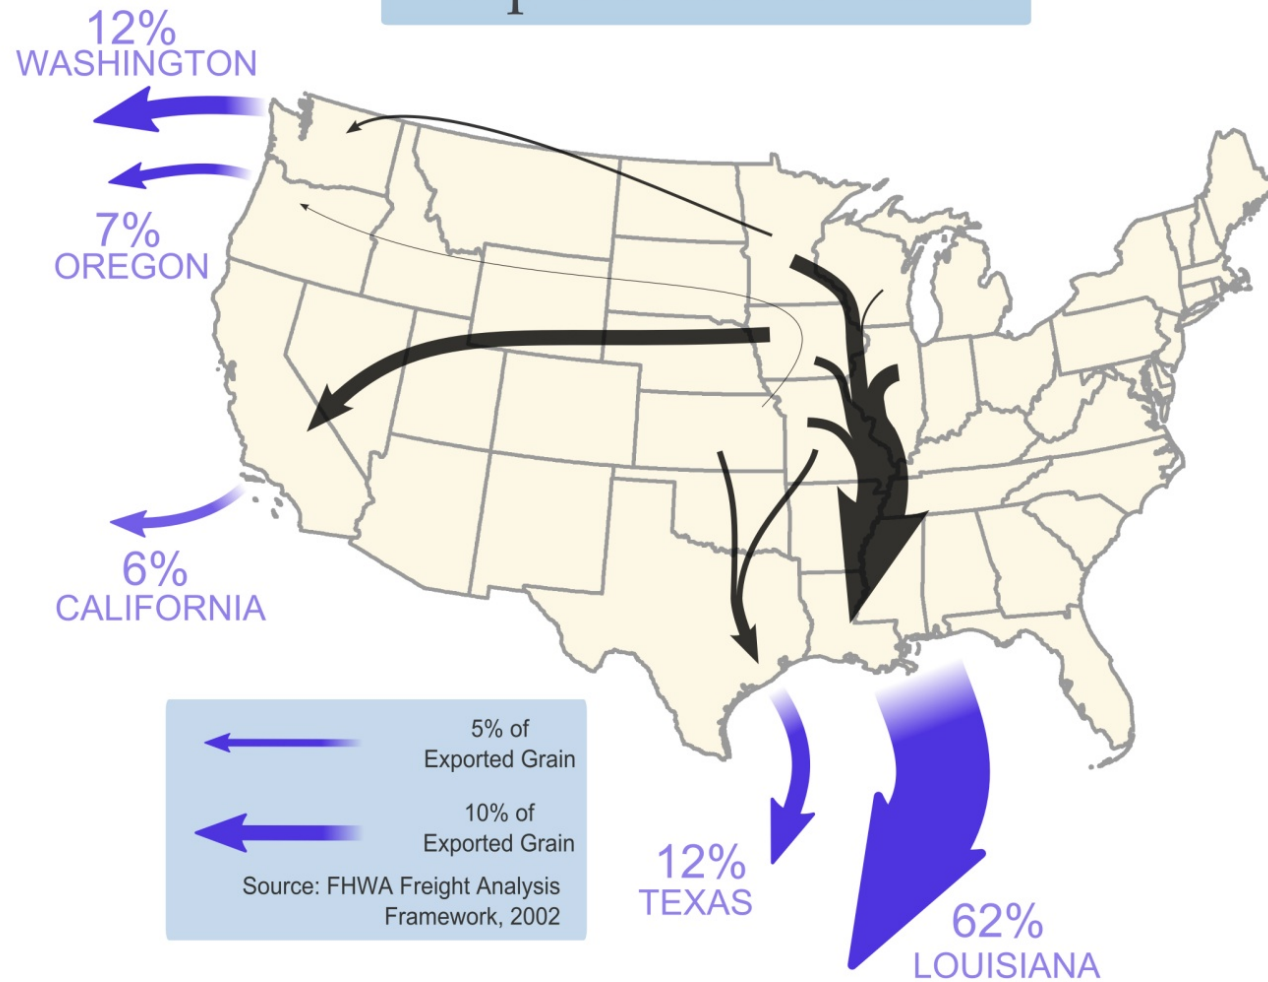 12%
WASHINGTON
7%
OREGON
6%
CALIFORNIA
5% of
Exported Grain
10% of
Exported Grain
Source: FHWA Freight Analysis
Framework, 2002
12%
TEXAS
62%
LOUISIANA